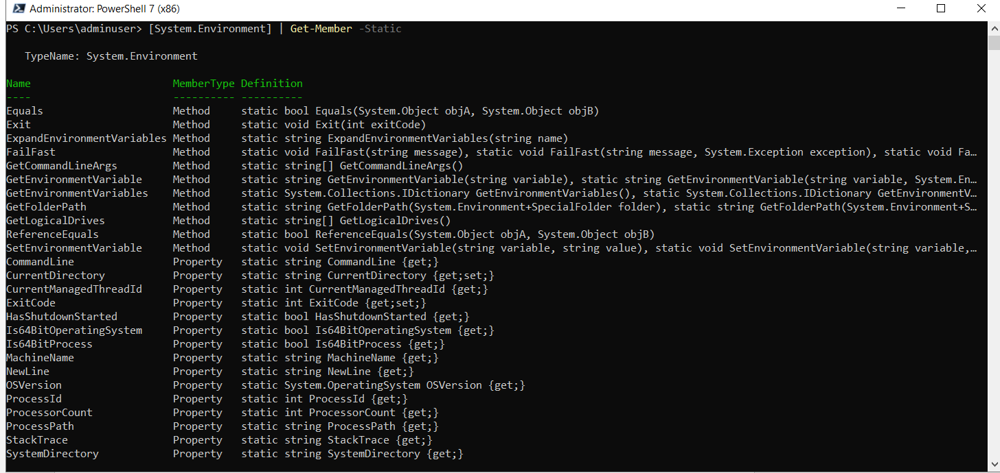 Administrator: PowerShell 7 (x86)
PS C:\Users\adminuser> [System.Environment] | Get-Member -Static
TypeName: System.Environment
Name MemberType Definition
---- ---------- ----------
Equals Method static bool Equals(System.Object objA, System.Object objB)
Exit Method static void Exit(int exitCode)
ExpandEnvironmentVariables Method static string ExpandEnvironmentVariables(string name)
FailFast Method static void FailFast(string message), static void FailFast(string message, System.Exception exception), static void Fa…
GetCommandLineArgs Method static string[] GetCommandLineArgs()
GetEnvironmentVariable Method static string GetEnvironmentVariable(string variable), static string GetEnvironmentVariable(string variable, System.En…
GetEnvironmentVariables Method static System.Collections.IDictionary GetEnvironmentVariables(), static System.Collections.IDictionary GetEnvironmentV…
GetFolderPath Method static string GetFolderPath(System.Environment+SpecialFolder folder), static string GetFolderPath(System.Environment+S…
GetLogicalDrives Method static string[] GetLogicalDrives()
ReferenceEquals Method static bool ReferenceEquals(System.Object objA, System.Object objB)
SetEnvironmentVariable Method static void SetEnvironmentVariable(string variable, string value), static void SetEnvironmentVariable(string variable,…
CommandLine Property static string CommandLine {get;}
CurrentDirectory Property static string CurrentDirectory {get;set;}
CurrentManagedThreadId Property static int CurrentManagedThreadId {get;}
ExitCode Property static int ExitCode {get;set;}
HasShutdownStarted Property static bool HasShutdownStarted {get;}
Is64BitOperatingSystem Property static bool Is64BitOperatingSystem {get;}
Is64BitProcess Property static bool Is64BitProcess {get;}
MachineName Property static string MachineName {get;}
NewLine Property static string NewLine {get;}
OSVersion Property static System.OperatingSystem OSVersion {get;}
ProcessId Property static int ProcessId {get;}
ProcessorCount Property static int ProcessorCount {get;}
ProcessPath Property static string ProcessPath {get;}
StackTrace Property static string StackTrace {get;}
SystemDirectory Property static string SystemDirectory {get;}